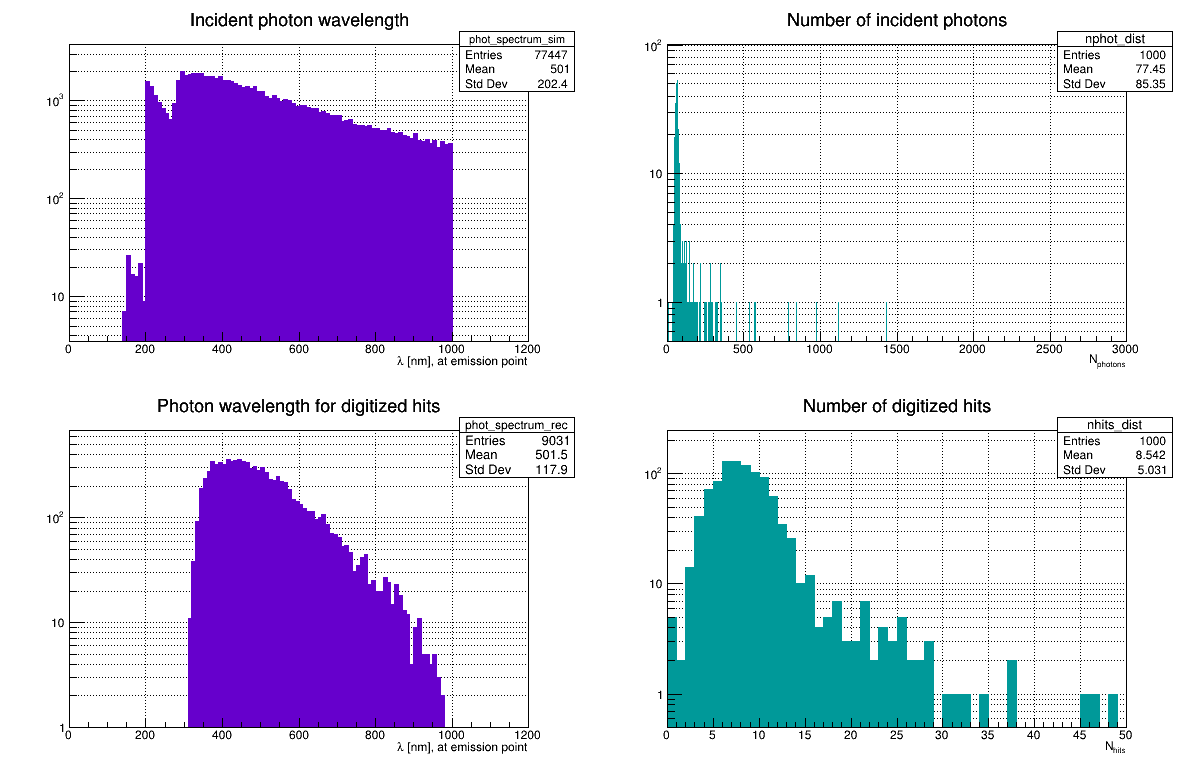 Incident photon wavelength
phot_spectrum_sim
Entries 77447
Mean 501
Std Dev 202.4
10³
10²
10
0 200 400 600 800 1000 1200
λ [nm], at emission point
Number of incident photons
nphot_dist
Entries 1000
Mean 77.45
Std Dev 85.35
10²
10
1
0 500 1000 1500 2000 2500 3000
Nphotons
Photon wavelength for digitized hits
phot_spectrum_rec
Entries 9031
Mean 501.5
Std Dev 117.9
10²
10
1
0 200 400 600 800 1000 1200
λ [nm], at emission point
Number of digitized hits
nhits_dist
Entries 1000
Mean 8.542
Std Dev 5.031
10²
10
1
0 5 10 15 20 25 30 35 40 45 50
Nhits